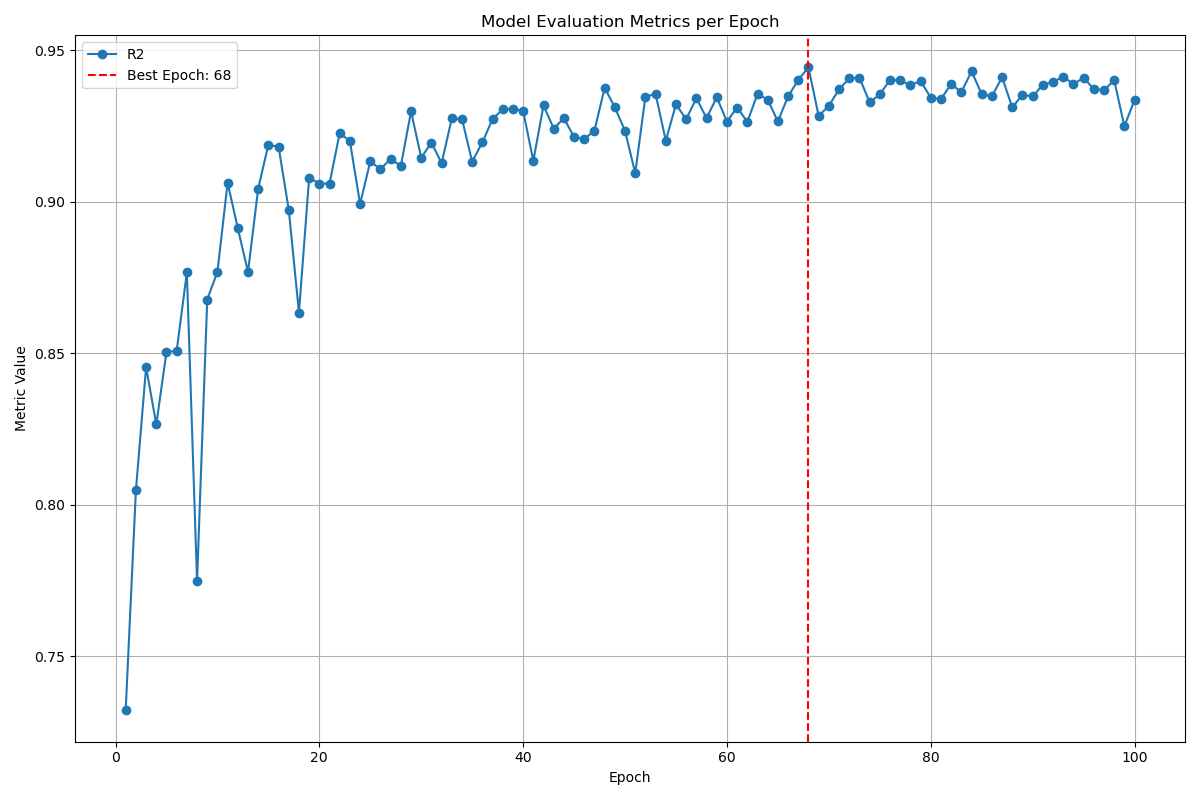 Model Evaluation Metrics per Epoch
R2
Best Epoch: 68
0.95
0.90
0.85
0.80
0.75
Metric Value
0 20 40 60 80 100
Epoch